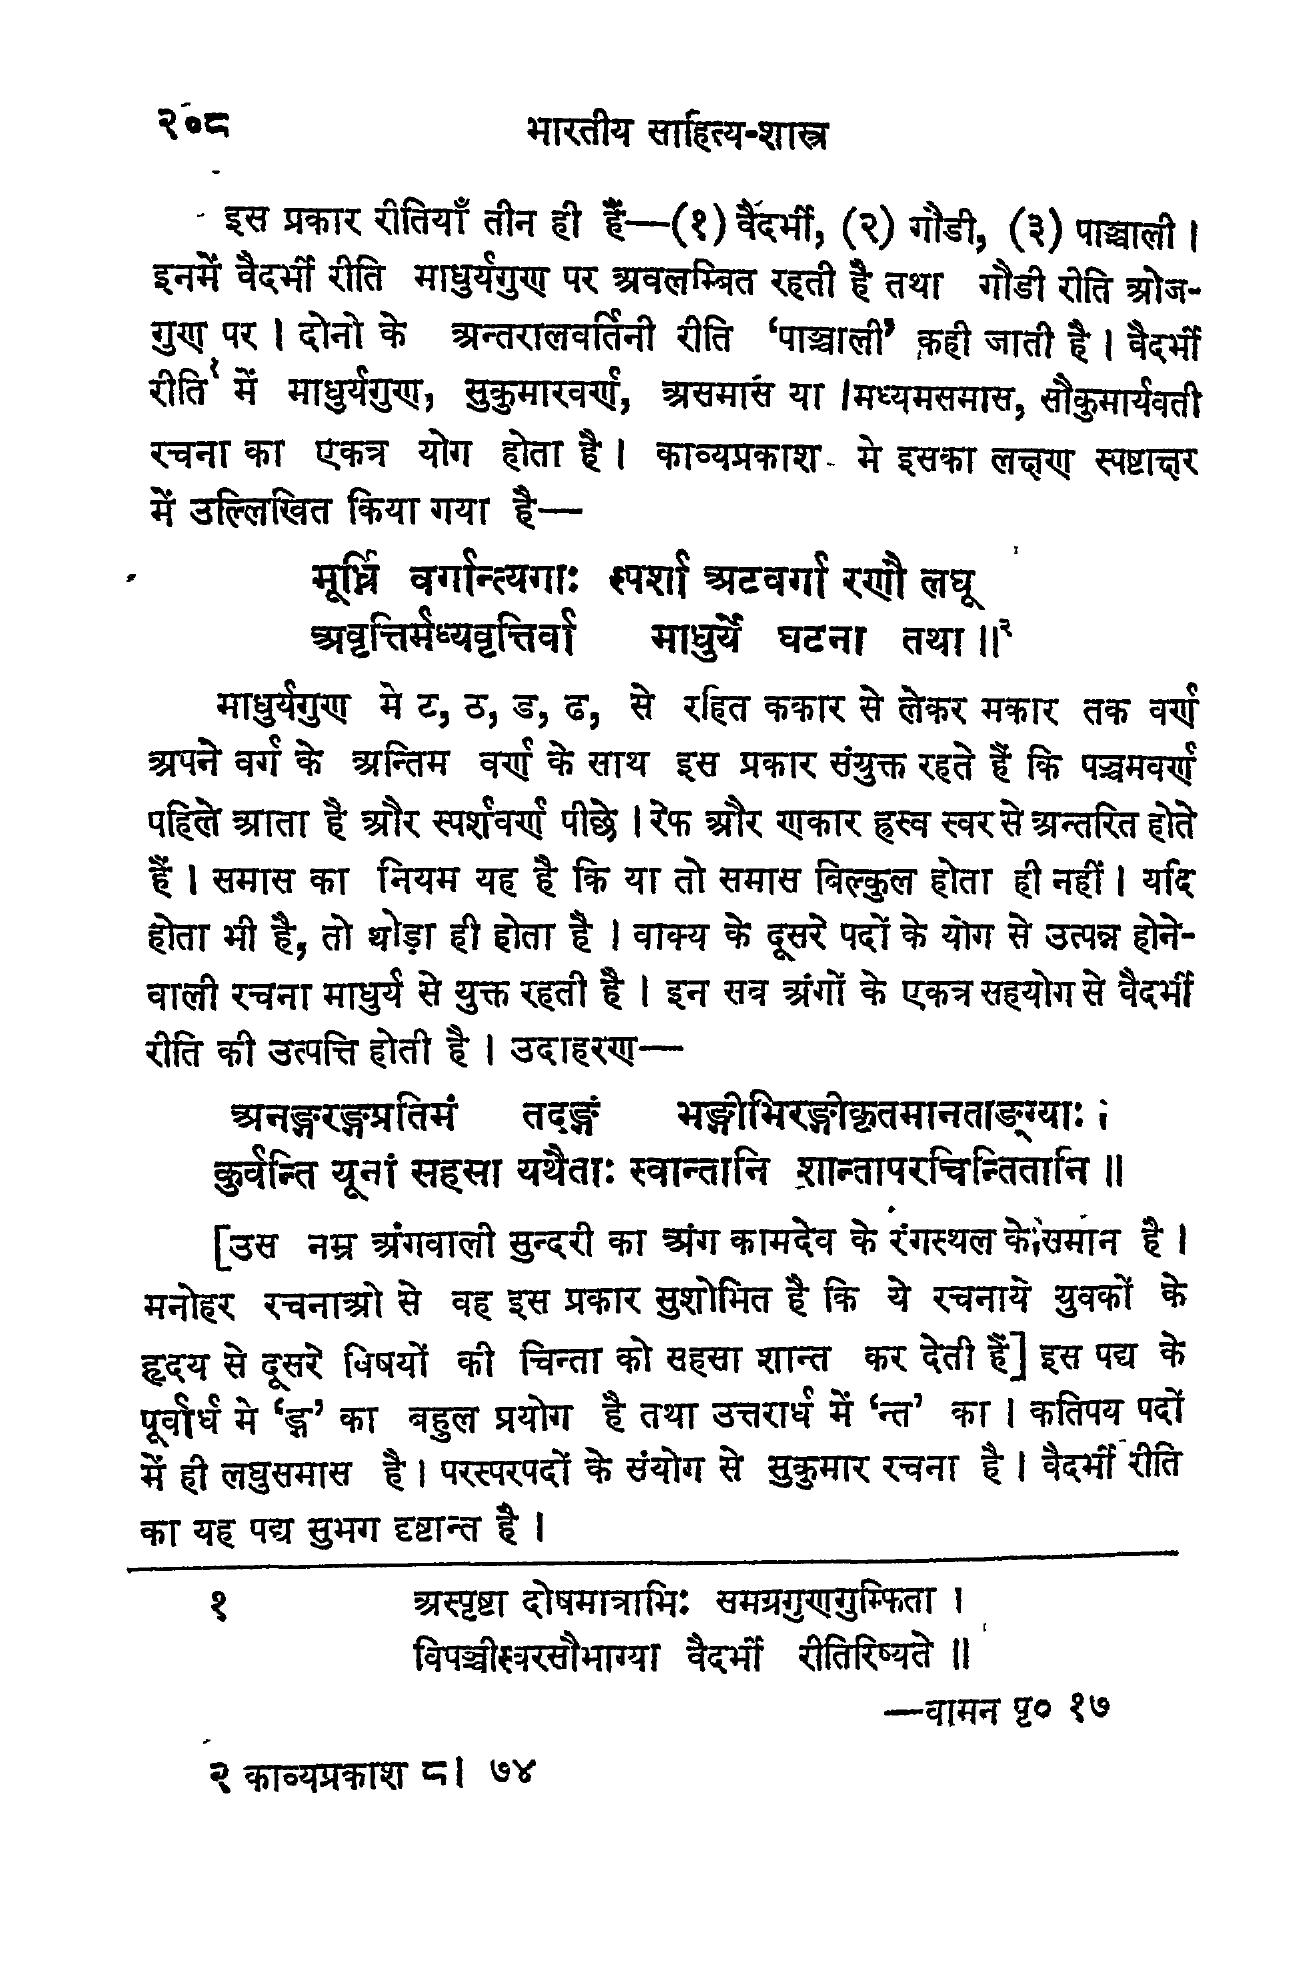 २०८ भारतीय साहित्य-शास्त्र
इस प्रकार रीतियाँ तीन ही हैं—(१) वैदर्भी, (२) गौडी, (३) पाञ्चाली।
इनमें वैदर्भी रीति माधुर्यगुण पर अवलम्बित रहती है तथा गौडी रीति ओज-
गुण पर। दोनो के अन्तरालवर्तिनी रीति 'पाञ्चाली' कही जाती है। वैदर्भी
रीति१ में माधुर्यगुण, सुकुमारवर्ण, असमास या मध्यमसमास, सौकुमार्यवती
रचना का एकत्र योग होता है। काव्यप्रकाश मे इसका लक्षण स्पष्टाक्षर
में उल्लिखित किया गया है—
मूर्ध्नि वर्गान्त्यगाः स्पर्शा अटवर्गा रणौ लघू
अवृत्तिर्मध्यवृत्तिर्वा माधुर्ये घटना तथा॥२
माधुर्यगुण मे ट, ठ, ड, ढ, से रहित ककार से लेकर मकार तक वर्ण
अपने वर्ग के अन्तिम वर्ण के साथ इस प्रकार संयुक्त रहते हैं कि पञ्चमवर्ण
पहिले आता है और स्पर्शवर्ण पीछे। रेफ और णकार ह्रस्व स्वर से अन्तरित होते
हैं। समास का नियम यह है कि या तो समास बिल्कुल होता ही नहीं। यदि
होता भी है, तो थोड़ा ही होता है। वाक्य के दूसरे पदों के योग से उत्पन्न होने-
वाली रचना माधुर्य से युक्त रहती है। इन सब अंगों के एकत्र सहयोग से वैदर्भी
रीति की उत्पत्ति होती है। उदाहरण—
अनङ्गरङ्गप्रतिमं तदङ्गं भङ्गीभिरङ्गीकृतमानताङ्ग्याः।
कुर्वन्ति यूनां सहसा यथैताः स्वान्तानि शान्तापरचिन्तितानि॥
[उस नम्र अंगवाली सुन्दरी का अंग कामदेव के रंगस्थल के समान है।
मनोहर रचनाओ से वह इस प्रकार सुशोभित है कि ये रचनाये युवकों के
हृदय से दूसरे विषयों की चिन्ता को सहसा शान्त कर देती हैं] इस पद्य के
पूर्वार्ध मे 'ङ्ग' का बहुल प्रयोग है तथा उत्तरार्ध में 'न्त' का। कतिपय पदों
में ही लघुसमास है। परस्परपदों के संयोग से सुकुमार रचना है। वैदर्भी रीति
का यह पद्य सुभग दृष्टान्त है।
१ अस्पृष्टा दोषमात्राभिः समग्रगुणगुम्फिता।
विपञ्चीस्वरसौभाग्या वैदर्भी रीतिरिष्यते॥
—वामन पृ० १७
२ काव्यप्रकाश ८। ७४